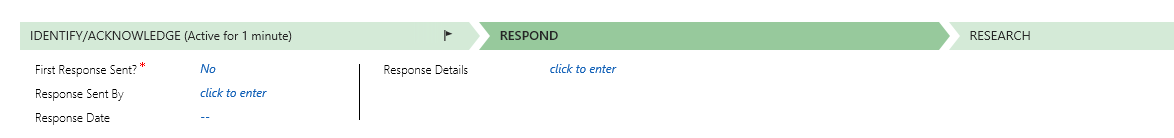 IDENTIFY/ACKNOWLEDGE (Active for 1 minute) RESPOND RESEARCH
First Response Sent?* No Response Details click to enter
Response Sent By click to enter
Response Date --